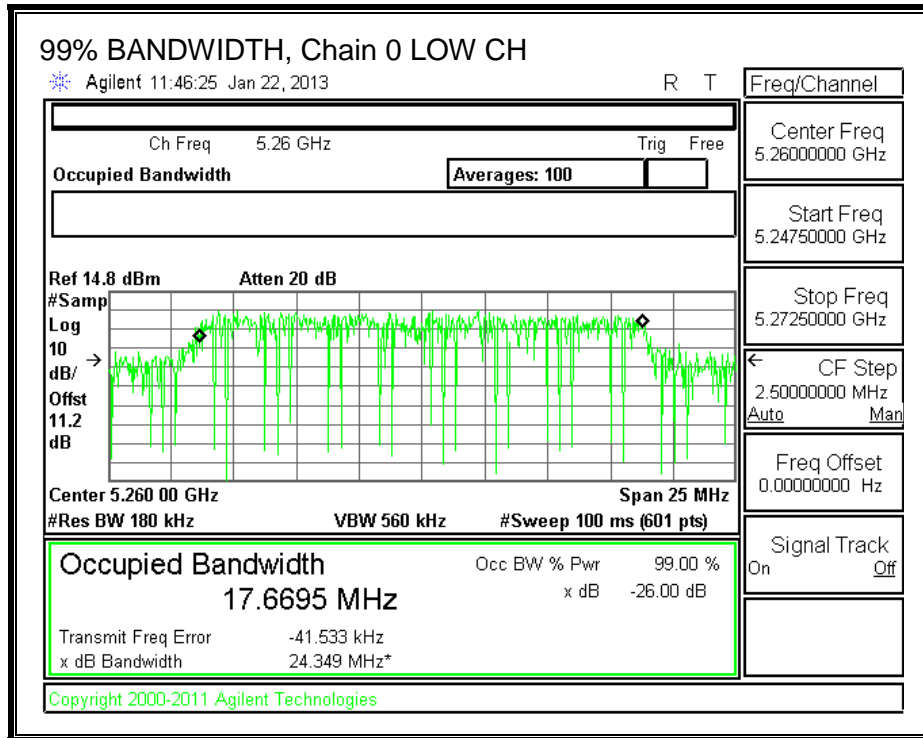 99% BANDWIDTH, Chain 0 LOW CH
Agilent 11:46:25 Jan 22, 2013 R T
Ch Freq 5.26 GHz Trig Free
Occupied Bandwidth Averages: 100
Ref 14.8 dBm Atten 20 dB
#Samp
Log
10
dB/
Offst
11.2
dB
Center 5.260 00 GHz Span 25 MHz
#Res BW 180 kHz VBW 560 kHz #Sweep 100 ms (601 pts)
Occupied Bandwidth Occ BW % Pwr 99.00 %
17.6695 MHz x dB -26.00 dB
Transmit Freq Error -41.533 kHz
x dB Bandwidth 24.349 MHz*
Copyright 2000-2011 Agilent Technologies
Freq/Channel
Center Freq
5.26000000 GHz
Start Freq
5.24750000 GHz
Stop Freq
5.27250000 GHz
CF Step
2.50000000 MHz
Auto Man
Freq Offset
0.00000000 Hz
Signal Track
On Off